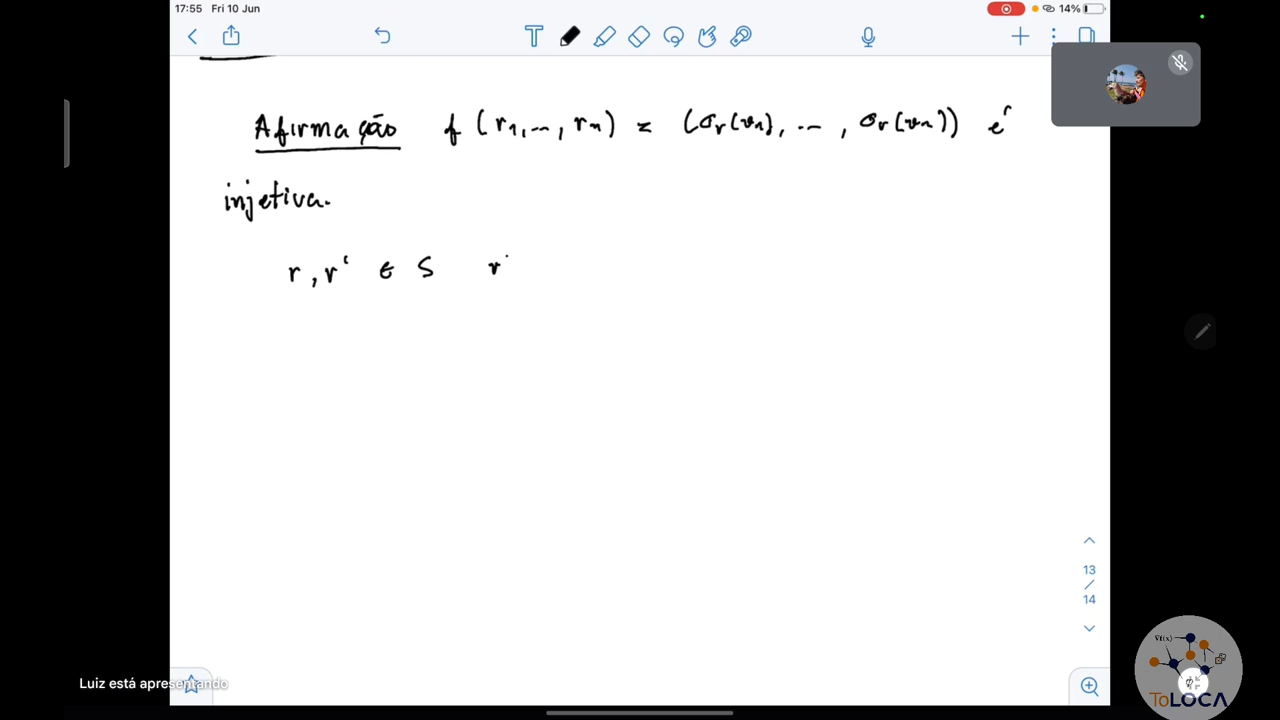 17:55 Fri 10 Jun
14%
Afirmação f (r₁,..., rₙ) = (σᵣ(v₁), ..., σᵣ(vₙ)) é
injetiva.
r, r' ∈ S r'
13
/
14
Luiz está apresentando
∇f(x)
ToLOCA